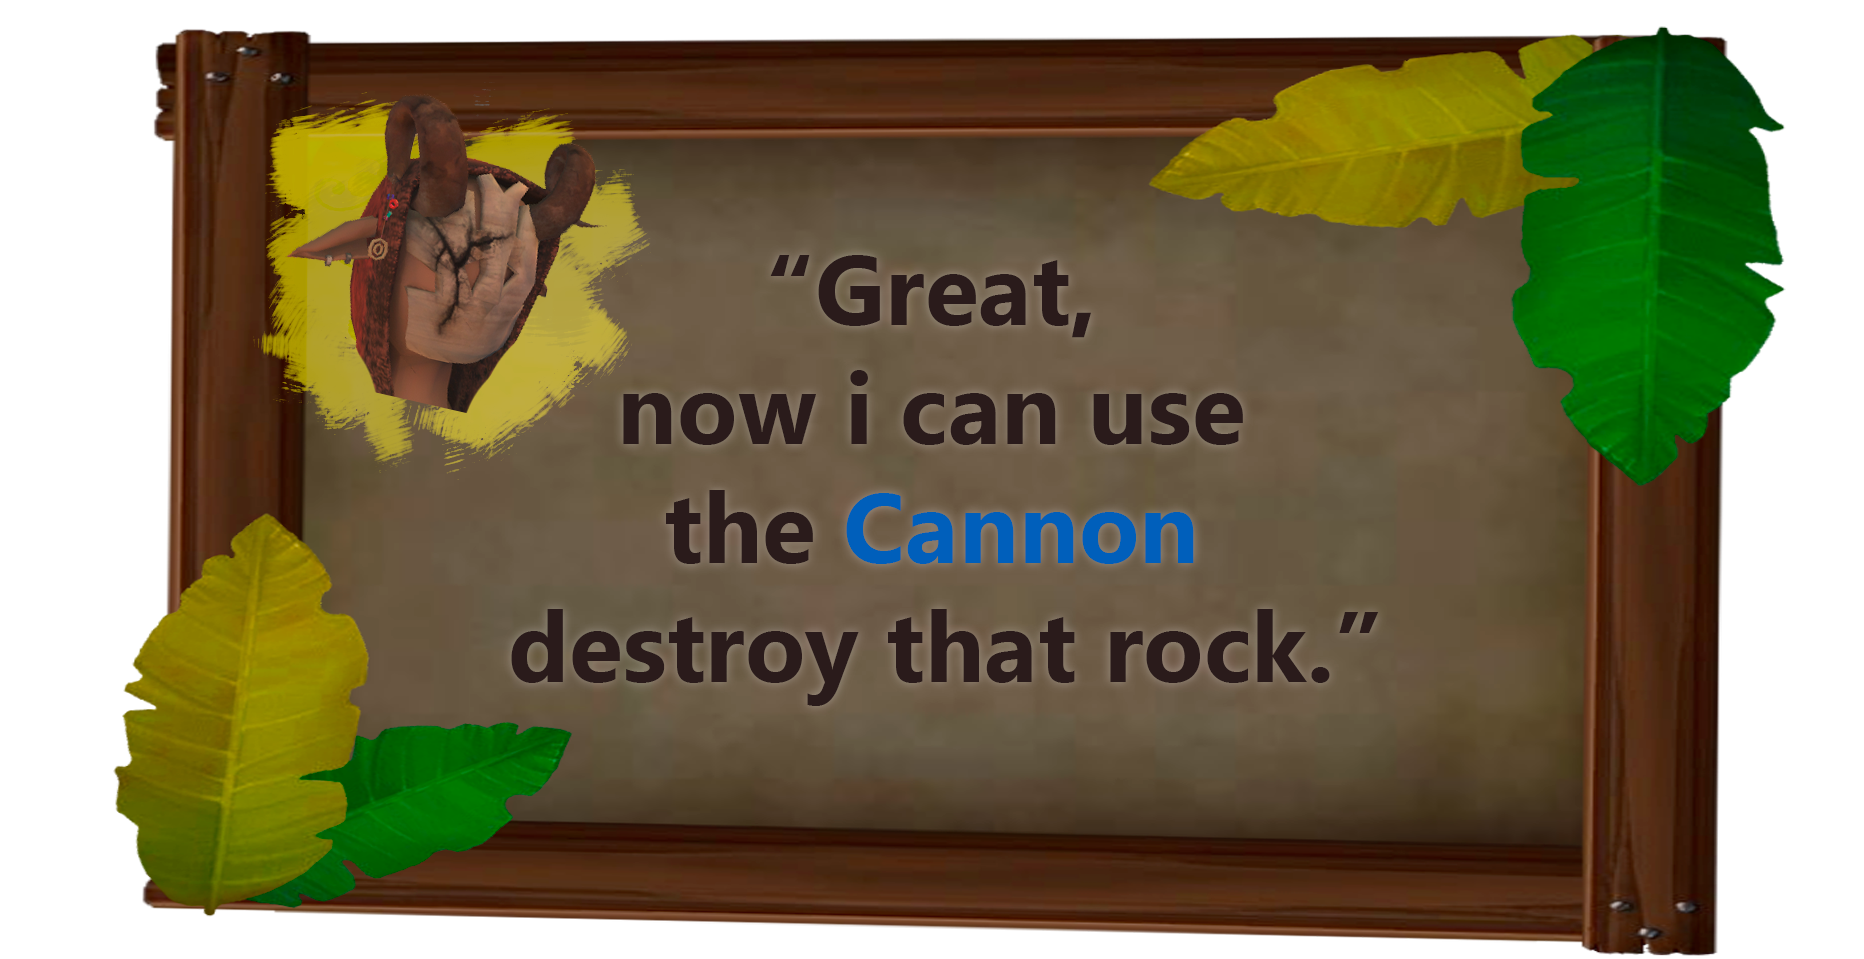 “Great,
now i can use
the Cannon
destroy that rock.”